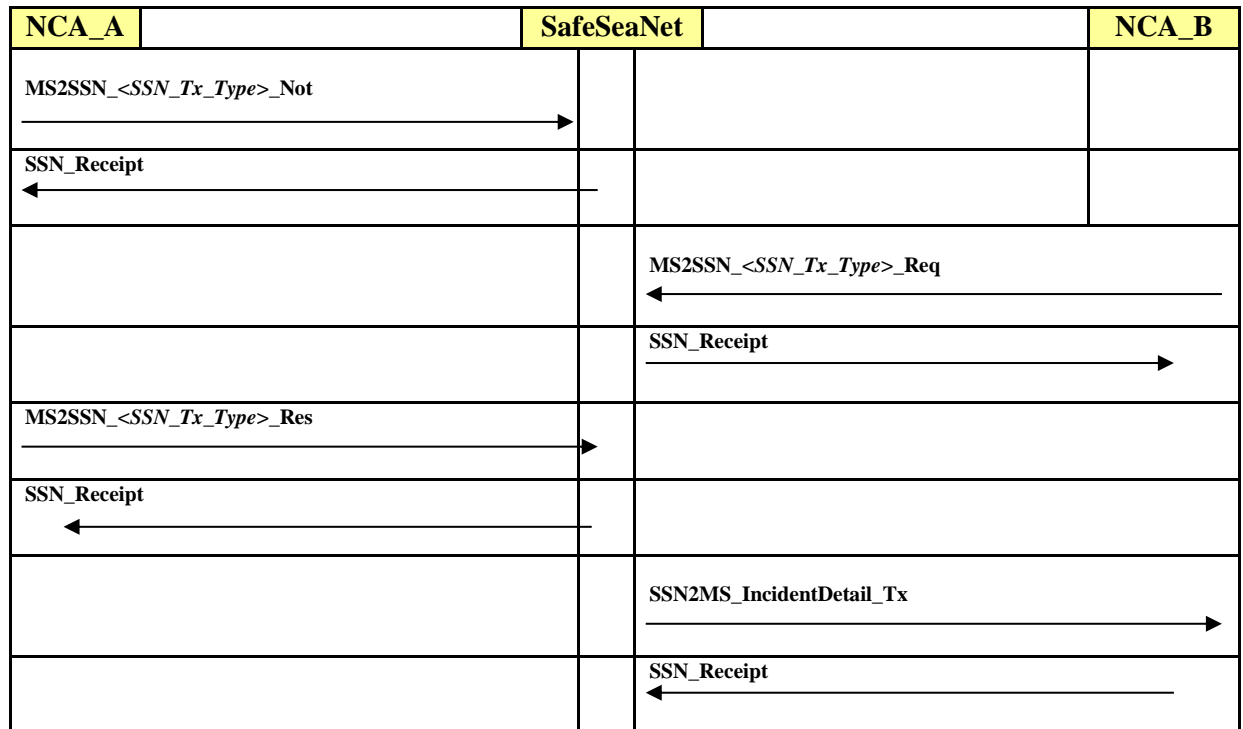 NCA_A SafeSeaNet NCA_B
MS2SSN_<SSN_Tx_Type>_Not
SSN_Receipt
MS2SSN_<SSN_Tx_Type>_Req
SSN_Receipt
MS2SSN_<SSN_Tx_Type>_Res
SSN_Receipt
SSN2MS_IncidentDetail_Tx
SSN_Receipt